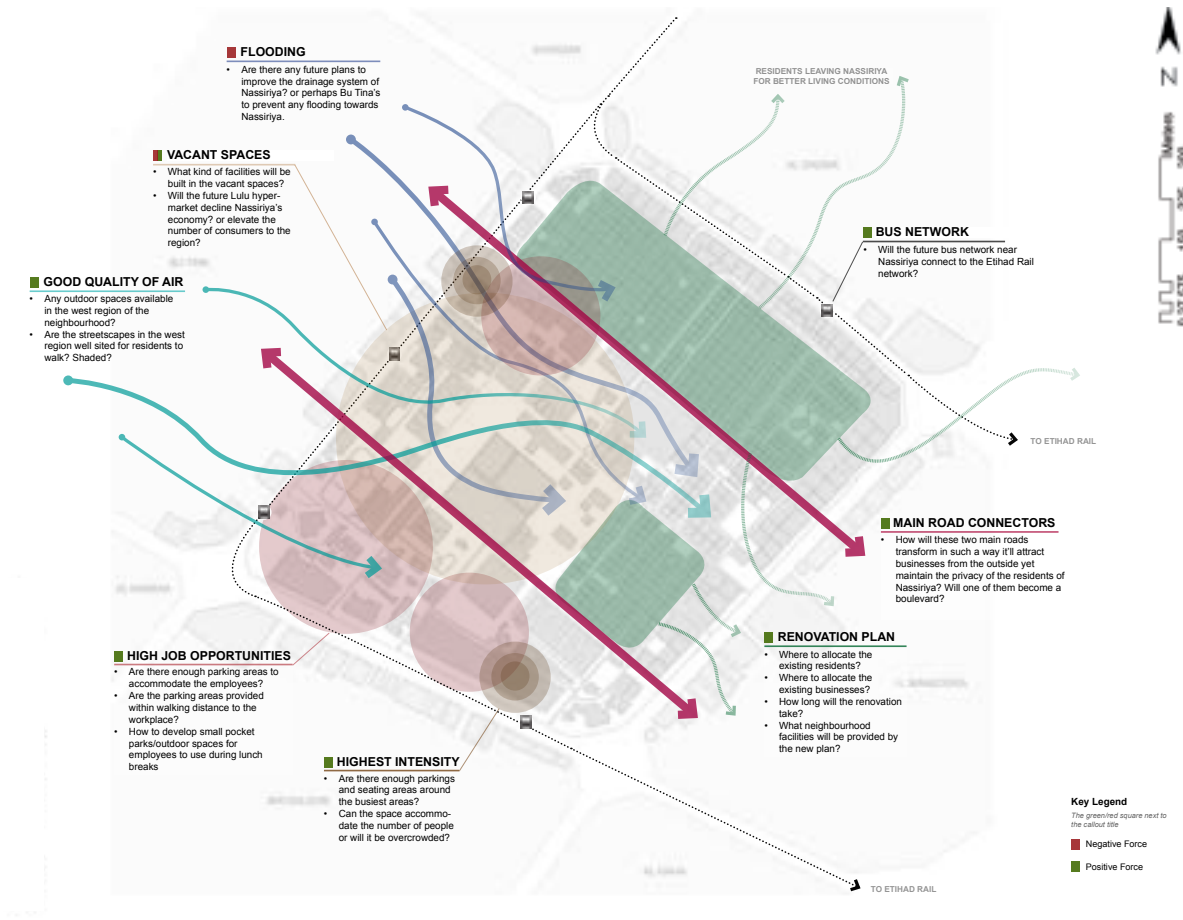 FLOODING
• Are there any future plans to
improve the drainage system of
Nassiriya? or perhaps Bu Tina's
to prevent any flooding towards
Nassiriya.
RESIDENTS LEAVING NASSIRIYA
FOR BETTER LIVING CONDITIONS
N
Meters
VACANT SPACES
• What kind of facilities will be
built in the vacant spaces?
• Will the future Lulu hyper-
market decline Nassiriya's
economy? or elevate the
number of consumers to the
region?
BUS NETWORK
• Will the future bus network near
Nassiriya connect to the Etihad Rail
network?
GOOD QUALITY OF AIR
• Any outdoor spaces available
in the west region of the
neighbourhood?
• Are the streetscapes in the west
region well sited for residents to
walk? Shaded?
TO ETIHAD RAIL
MAIN ROAD CONNECTORS
• How will these two main roads
transform in such a way it'll attract
businesses from the outside yet
maintain the privacy of the residents of
Nassiriya? Will one of them become a
boulevard?
HIGH JOB OPPORTUNITIES
• Are there enough parking areas to
accommodate the employees?
• Are the parking areas provided
within walking distance to the
workplace?
• How to develop small pocket
parks/outdoor spaces for
employees to use during lunch
breaks
RENOVATION PLAN
• Where to allocate the
existing residents?
• Where to allocate the
existing businesses?
• How long will the renovation
take?
• What neighbourhood
facilities will be provided by
the new plan?
HIGHEST INTENSITY
• Are there enough parkings
and seating areas around
the busiest areas?
• Can the space accommo-
date the number of people
or will it be overcrowded?
Key Legend
The green/red square next to
the callout title
Negative Force
Positive Force
TO ETIHAD RAIL